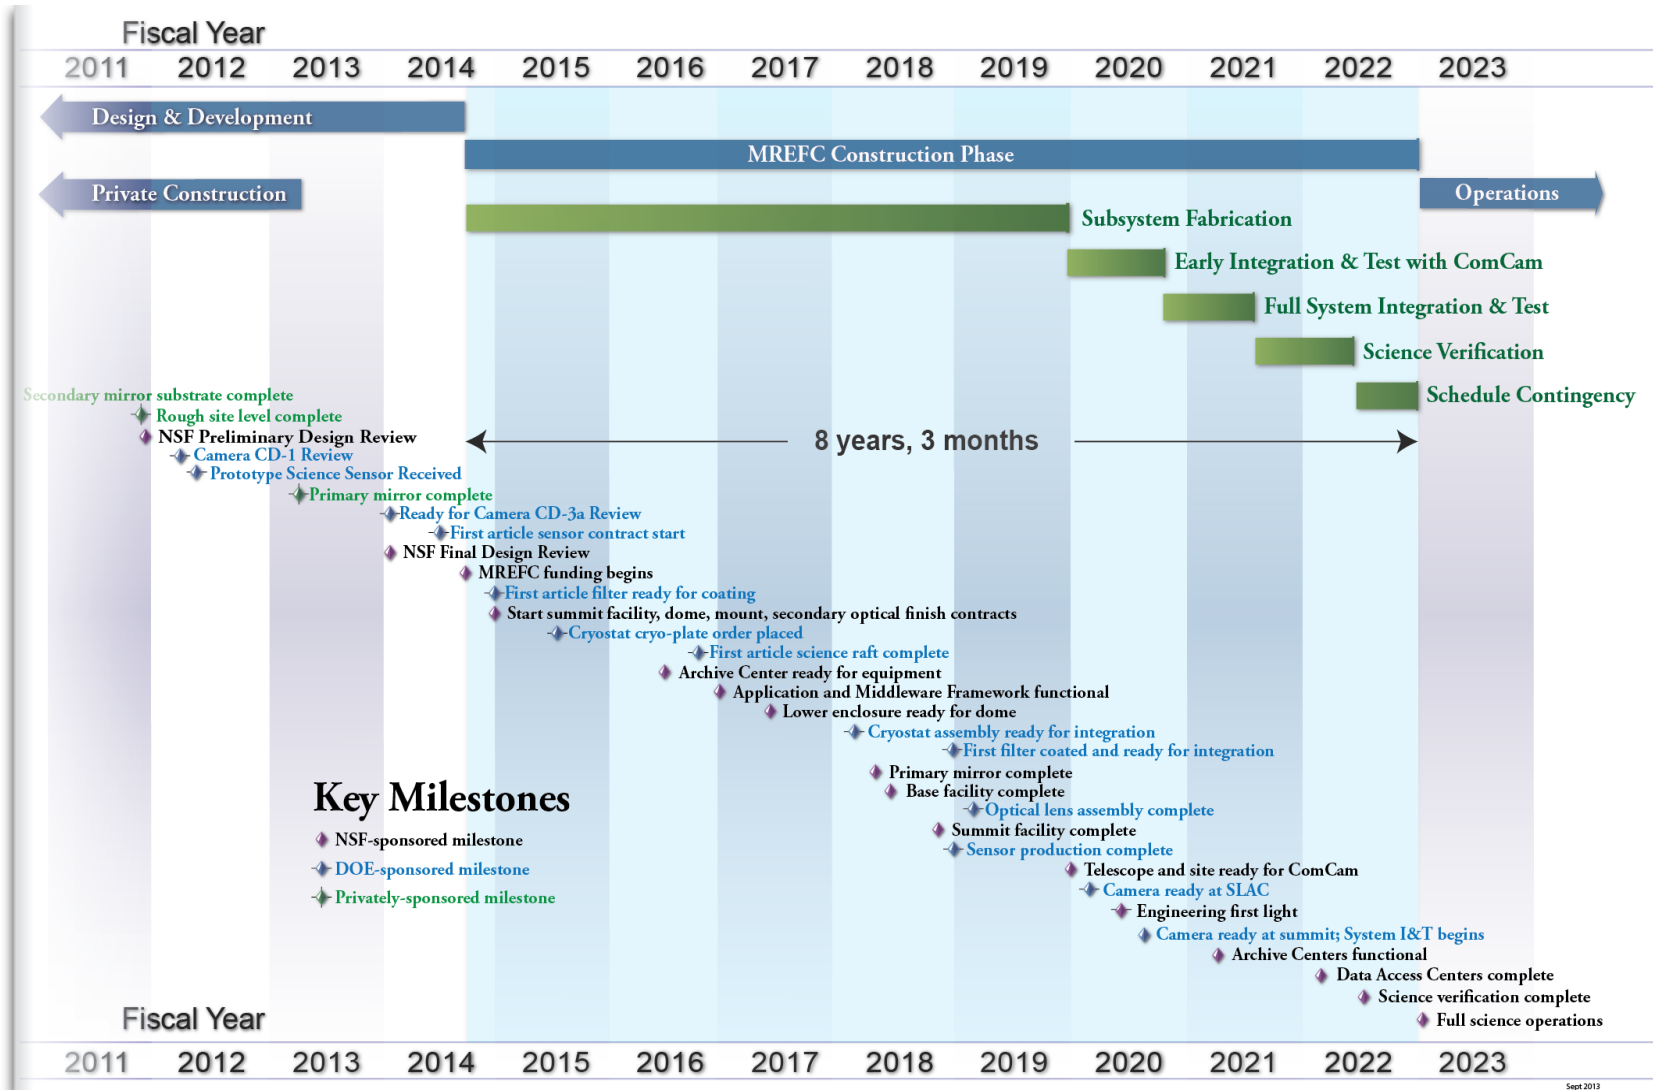 Fiscal Year
2011 2012 2013 2014 2015 2016 2017 2018 2019 2020 2021 2022 2023
Design & Development
MREFC Construction Phase
Private Construction
Operations
Subsystem Fabrication
Early Integration & Test with ComCam
Full System Integration & Test
Science Verification
Schedule Contingency
Secondary mirror substrate complete
Rough site level complete
NSF Preliminary Design Review
8 years, 3 months
Camera CD-1 Review
Prototype Science Sensor Received
Primary mirror complete
Ready for Camera CD-3a Review
First article sensor contract start
NSF Final Design Review
MREFC funding begins
First article filter ready for coating
Start summit facility, dome, mount, secondary optical finish contracts
Cryostat cryo-plate order placed
First article science raft complete
Archive Center ready for equipment
Application and Middleware Framework functional
Lower enclosure ready for dome
Cryostat assembly ready for integration
First filter coated and ready for integration
Primary mirror complete
Base facility complete
Optical lens assembly complete
Summit facility complete
Sensor production complete
Telescope and site ready for ComCam
Camera ready at SLAC
Engineering first light
Camera ready at summit; System I&T begins
Archive Centers functional
Data Access Centers complete
Science verification complete
Full science operations
Key Milestones
NSF-sponsored milestone
DOE-sponsored milestone
Privately-sponsored milestone
Fiscal Year
2011 2012 2013 2014 2015 2016 2017 2018 2019 2020 2021 2022 2023
Sept 2013